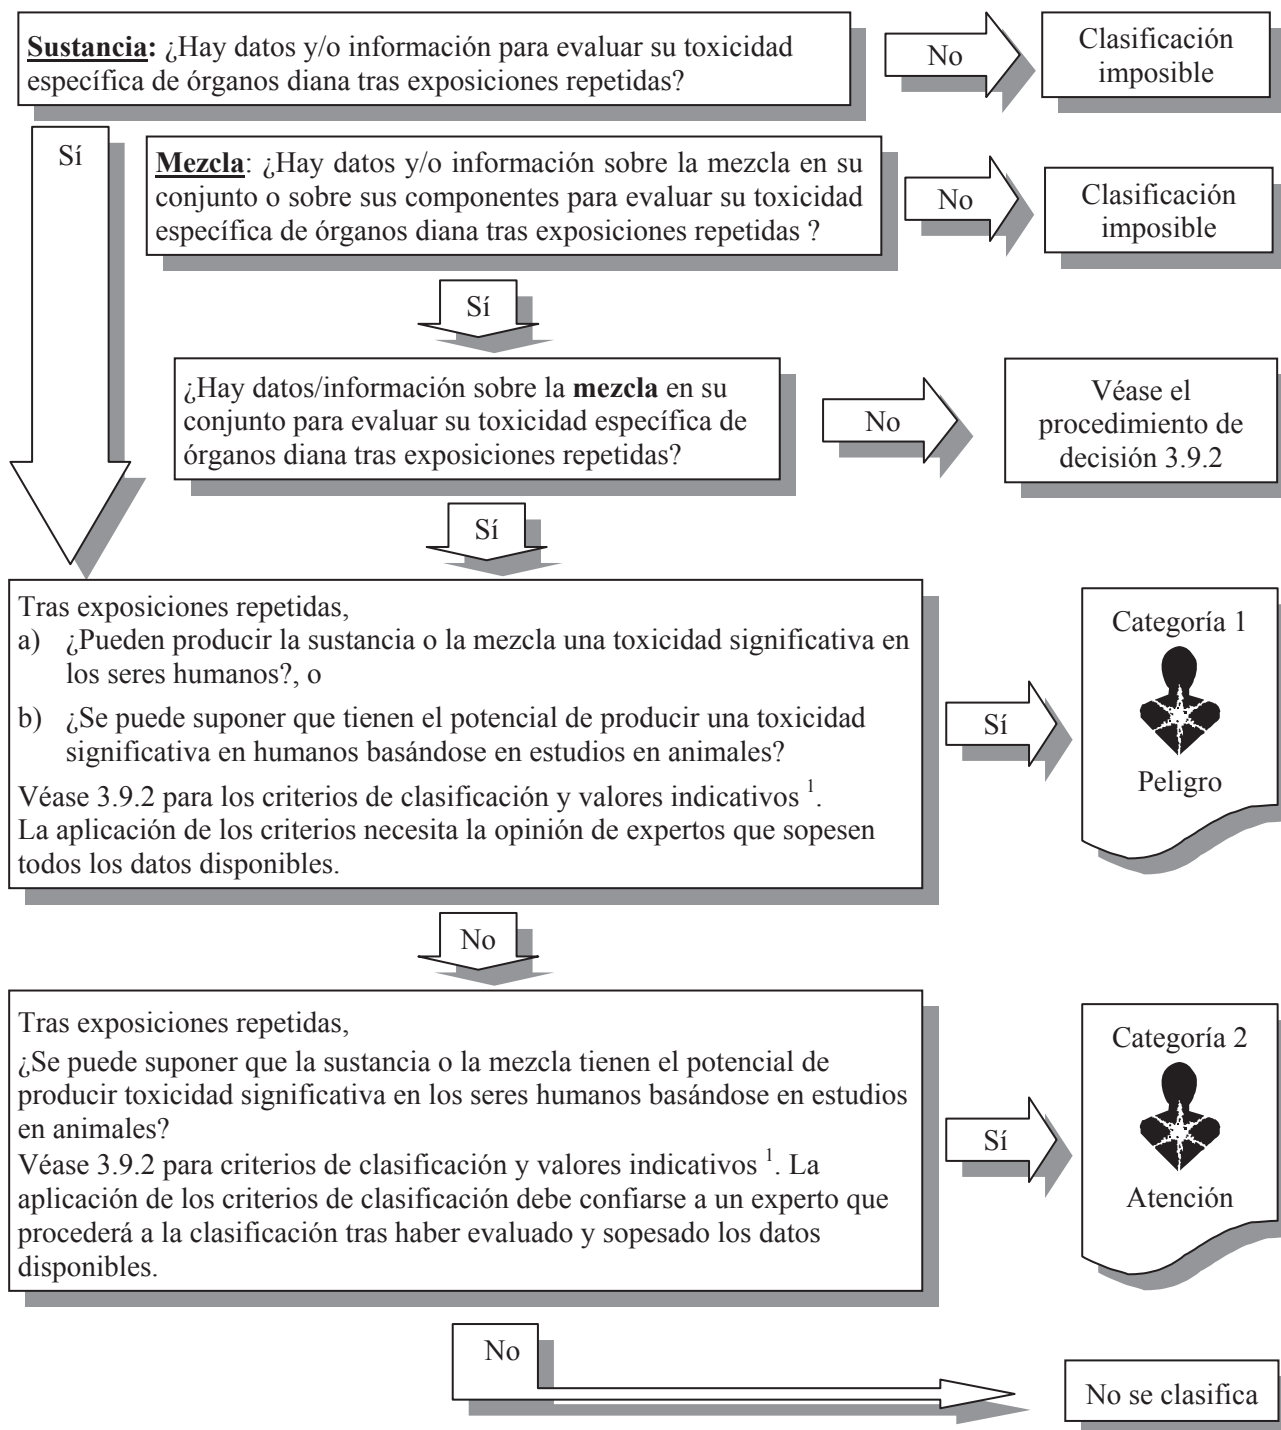 Sustancia: ¿Hay datos y/o información para evaluar su toxicidad
específica de órganos diana tras exposiciones repetidas?
No
Clasificación
imposible
Sí
Mezcla: ¿Hay datos y/o información sobre la mezcla en su
conjunto o sobre sus componentes para evaluar su toxicidad
específica de órganos diana tras exposiciones repetidas ?
No
Clasificación
imposible
Sí
¿Hay datos/información sobre la mezcla en su
conjunto para evaluar su toxicidad específica de
órganos diana tras exposiciones repetidas?
No
Véase el
procedimiento de
decisión 3.9.2
Sí
Tras exposiciones repetidas,
a) ¿Pueden producir la sustancia o la mezcla una toxicidad significativa en
los seres humanos?, o
b) ¿Se puede suponer que tienen el potencial de producir una toxicidad
significativa en humanos basándose en estudios en animales?
Véase 3.9.2 para los criterios de clasificación y valores indicativos 1.
La aplicación de los criterios necesita la opinión de expertos que sopesen
todos los datos disponibles.
Sí
Categoría 1
Peligro
No
Tras exposiciones repetidas,
¿Se puede suponer que la sustancia o la mezcla tienen el potencial de
producir toxicidad significativa en los seres humanos basándose en estudios
en animales?
Véase 3.9.2 para criterios de clasificación y valores indicativos 1. La
aplicación de los criterios de clasificación debe confiarse a un experto que
procederá a la clasificación tras haber evaluado y sopesado los datos
disponibles.
Sí
Categoría 2
Atención
No
No se clasifica